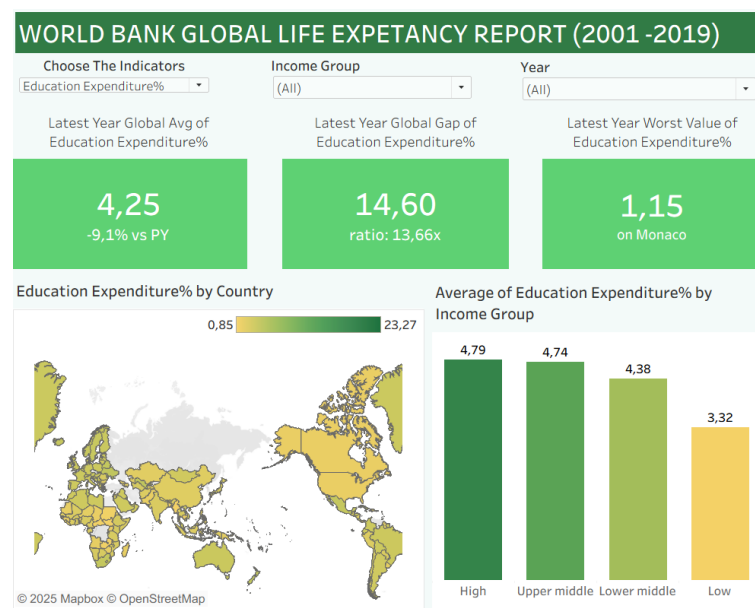 WORLD BANK GLOBAL LIFE EXPETANCY REPORT (2001 -2019)
Choose The Indicators
Education Expenditure%
Income Group
(All)
Year
(All)
Latest Year Global Avg of
Education Expenditure%
4,25
-9,1% vs PY
Latest Year Global Gap of
Education Expenditure%
14,60
ratio: 13,66x
Latest Year Worst Value of
Education Expenditure%
1,15
on Monaco
Education Expenditure% by Country
0,85
23,27
© 2025 Mapbox © OpenStreetMap
Average of Education Expenditure% by
Income Group
4,79
4,74
4,38
3,32
High
Upper middle
Lower middle
Low